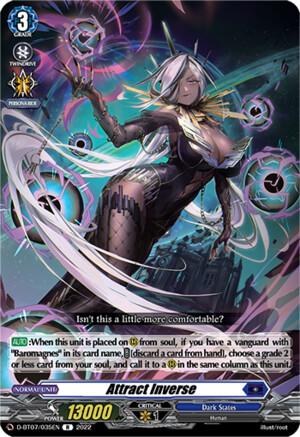 3
GRADE
TWINDRIVE
PERSONA RIDE
Isn't this a little more comfortable?
AUTO:When this unit is placed on from soul, if you have a vanguard with
"Baromagnes" in its card name, (discard a card from hand), choose a grade 2
or less card from your soul, and call it to a in the same column as this unit.
NORMAL UNIT
Attract Inverse
Power 13000
CRITICAL
1
Dark States
Human
D-BT07/035EN R 2022
illust/root